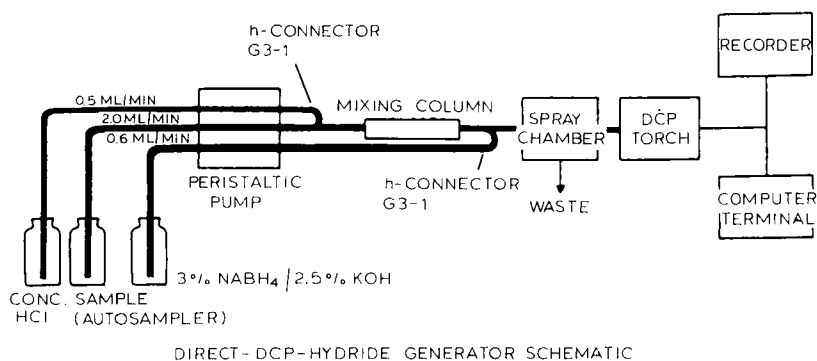 h-CONNECTOR
G3-1
RECORDER
0.5 ML/MIN
2.0 ML/MIN
0.6 ML/MIN
MIXING COLUMN
SPRAY
CHAMBER
DCP
TORCH
PERISTALTIC
PUMP
h-CONNECTOR
G3-1
WASTE
COMPUTER
TERMINAL
3% NABH4 / 2.5% KOH
CONC.
HCl
SAMPLE
(AUTOSAMPLER)
DIRECT-DCP-HYDRIDE GENERATOR SCHEMATIC